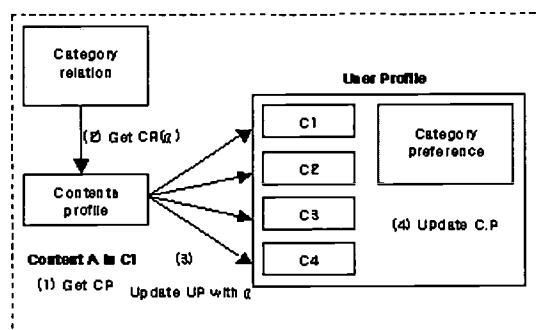 Category
relation
User Profile
(2) Get CR(α)
C1
C2
C3
C4
Category
preference
Contents
profile
(4) Update C.P
Content A in C1
(3)
(1) Get CP
Update UP with α